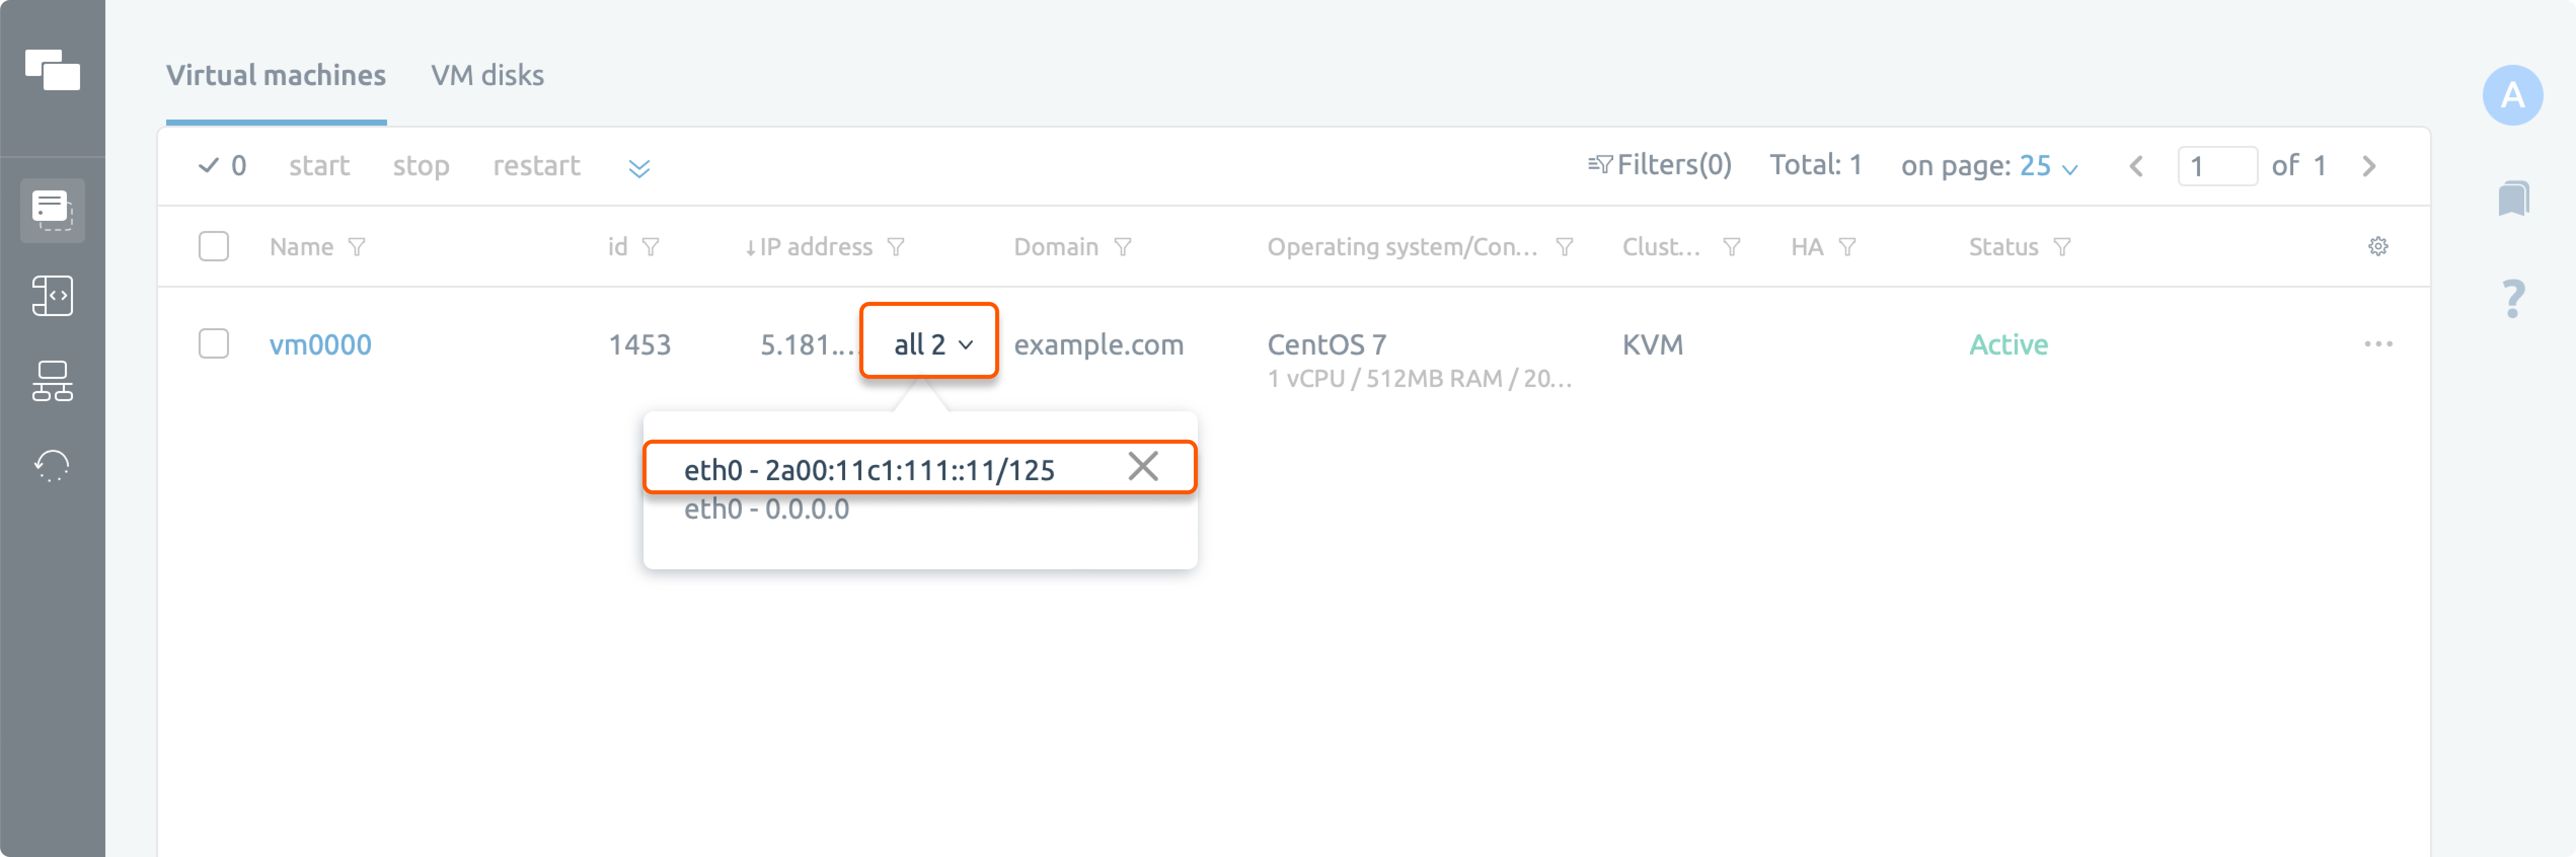 Virtual machines VM disks
A
0 start stop restart Filters(0) Total: 1 on page: 25 1 of 1
Name id ↓IP address Domain Operating system/Con... Clust... HA Status
?
vm0000 1453 5.181.... all 2 example.com CentOS 7 KVM Active ...
1 vCPU / 512MB RAM / 20...
eth0 - 2a00:11c1:111::11/125
eth0 - 0.0.0.0